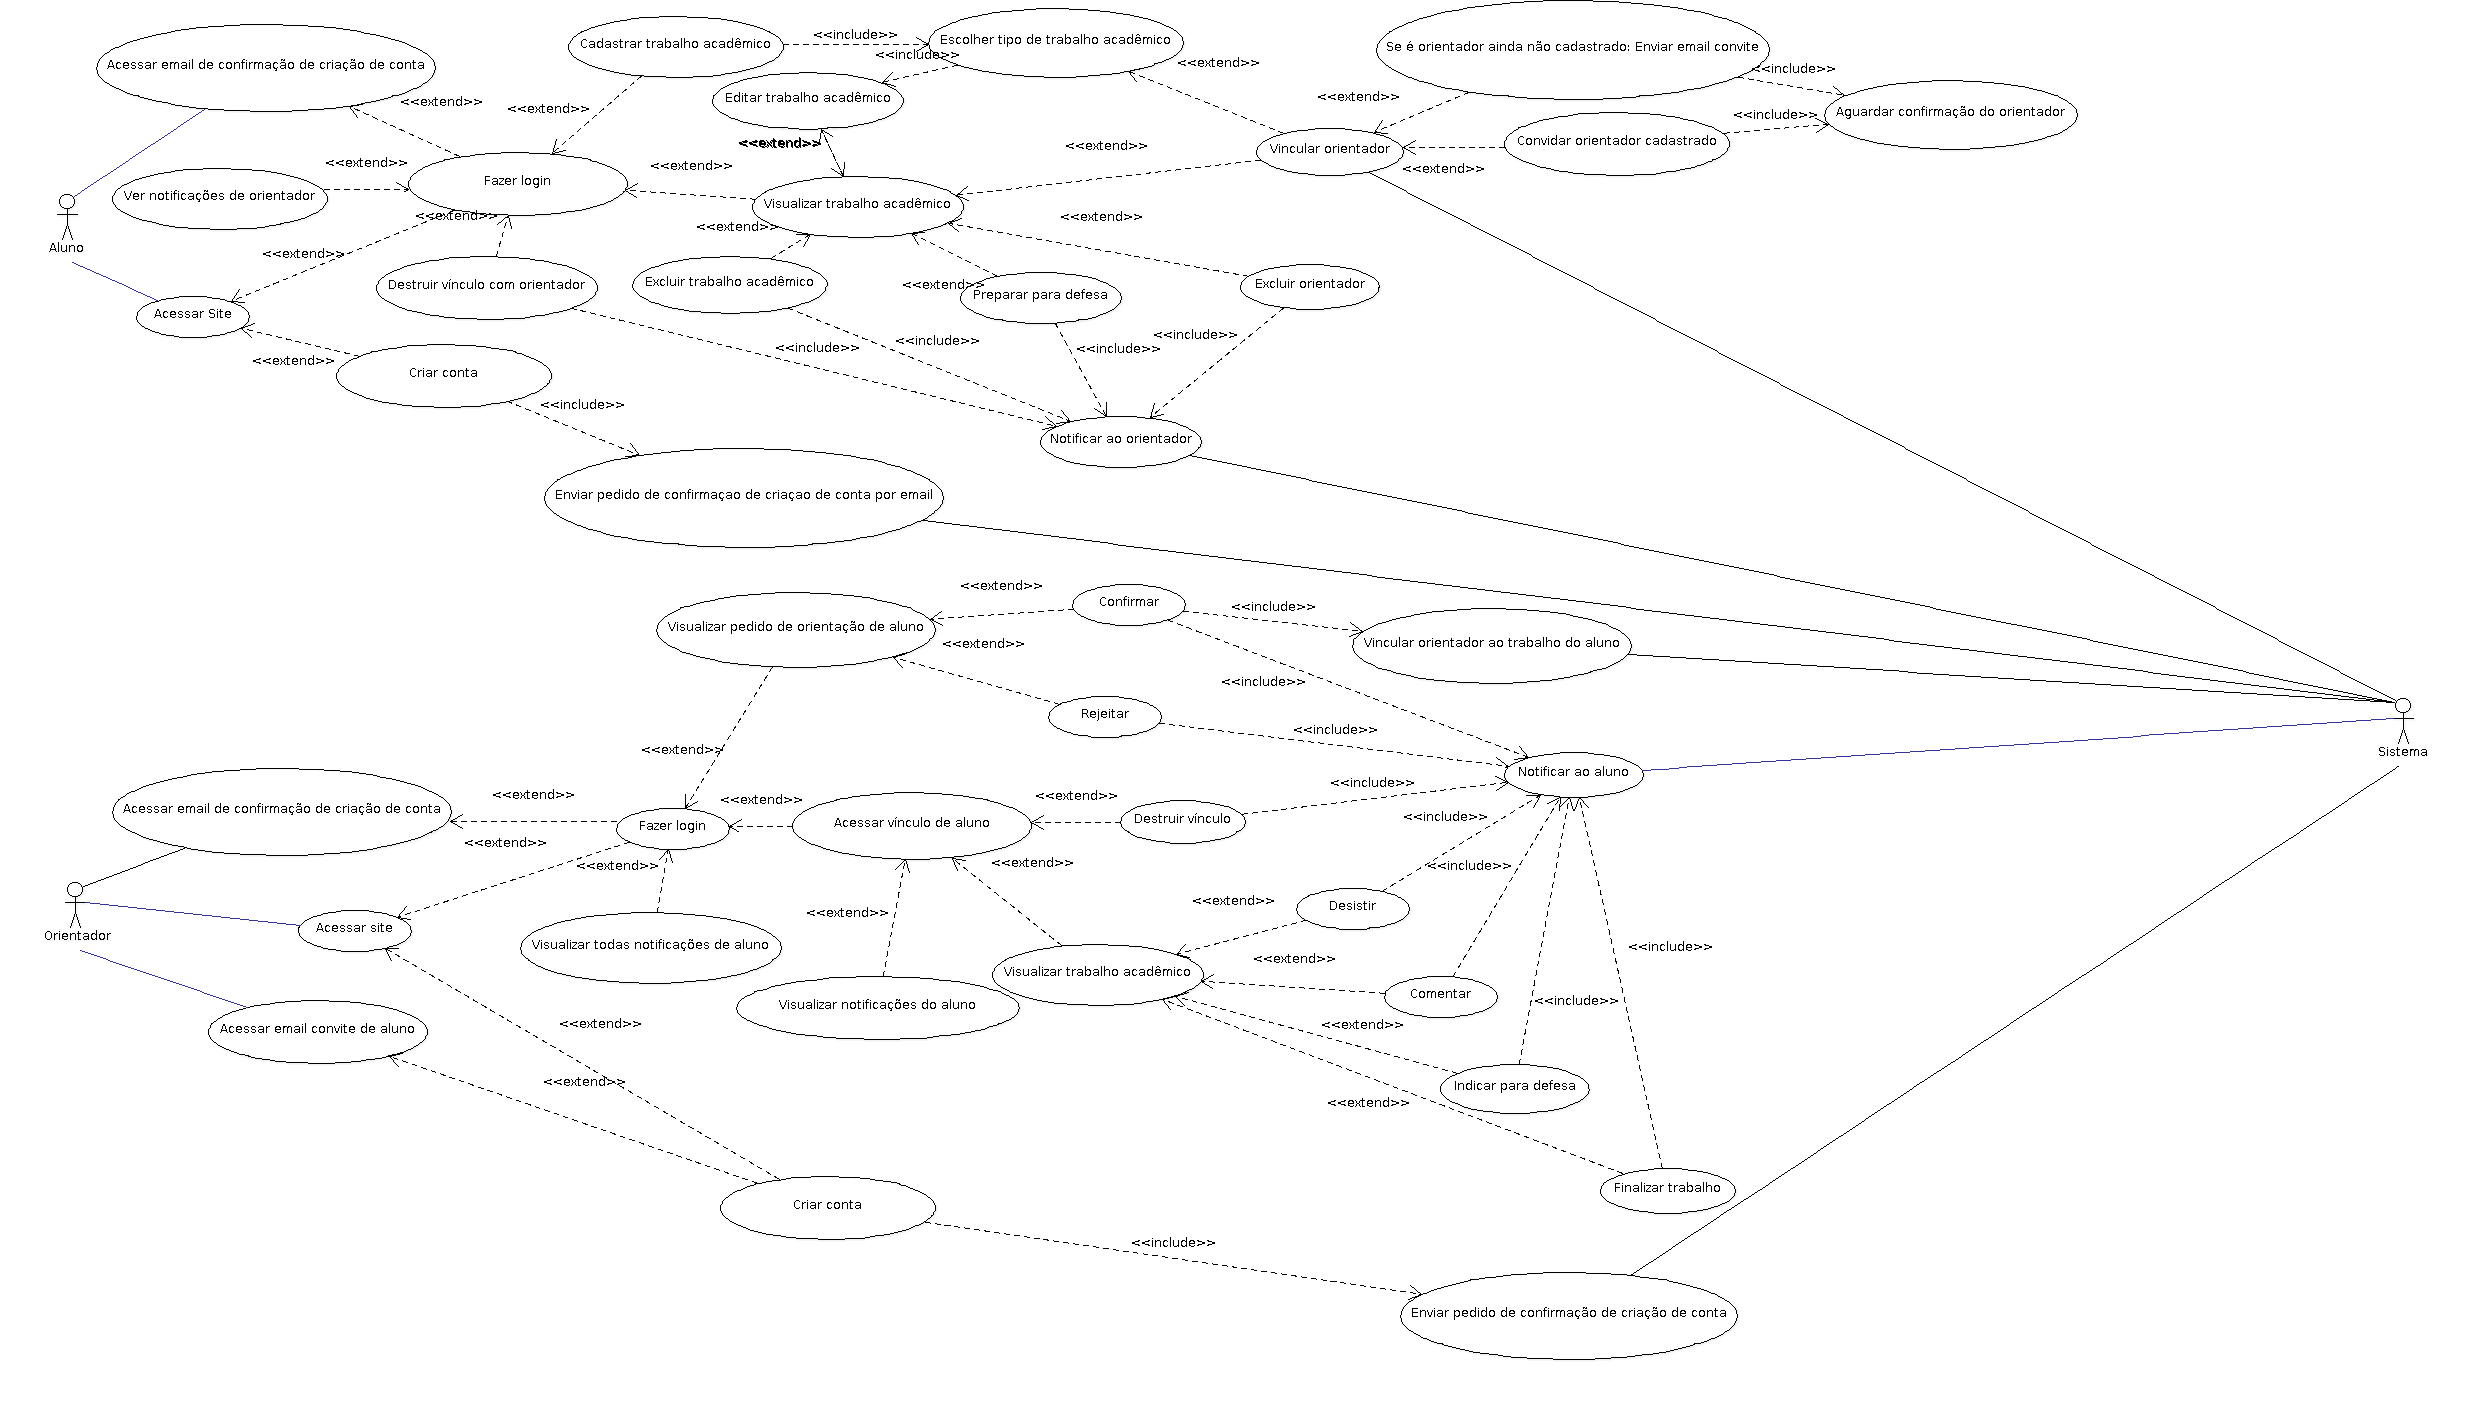 Cadastrar trabalho acadêmico
<<include>>
Escolher tipo de trabalho acadêmico
Se é orientador ainda não cadastrado: Enviar email convite
<<include>>
<<extend>>
<<include>>
Acessar email de confirmação de criação de conta
<<extend>>
<<extend>>
Editar trabalho acadêmico
<<extend>>
Aguardar confirmação do orientador
<<include>>
<<extend>>
<<extend>>
Vincular orientador
Convidar orientador cadastrado
<<extend>>
<<extend>>
<<extend>>
Fazer login
Ver notificações de orientador
Visualizar trabalho acadêmico
<<extend>>
<<extend>>
<<extend>>
Aluno
<<extend>>
Destruir vínculo com orientador
Excluir trabalho acadêmico
<<extend>>
Preparar para defesa
Excluir orientador
Acessar Site
<<extend>>
<<include>>
<<include>>
<<include>>
<<include>>
Criar conta
<<include>>
Notificar ao orientador
Enviar pedido de confirmaçao de criaçao de conta por email
<<extend>>
Confirmar
<<include>>
Visualizar pedido de orientação de aluno
<<extend>>
Vincular orientador ao trabalho do aluno
<<include>>
Rejeitar
<<include>>
<<extend>>
Sistema
Notificar ao aluno
<<extend>>
<<extend>>
<<extend>>
<<include>>
Acessar email de confirmação de criação de conta
Fazer login
Acessar vínculo de aluno
Destruir vínculo
<<include>>
<<extend>>
<<extend>>
<<extend>>
<<include>>
<<extend>>
<<extend>>
Desistir
Orientador
Acessar site
Visualizar todas notificações de aluno
<<include>>
<<extend>>
Visualizar trabalho acadêmico
Comentar
Visualizar notificações do aluno
<<include>>
Acessar email convite de aluno
<<extend>>
<<extend>>
<<extend>>
Indicar para defesa
<<extend>>
Finalizar trabalho
Criar conta
<<include>>
Enviar pedido de confirmação de criação de conta